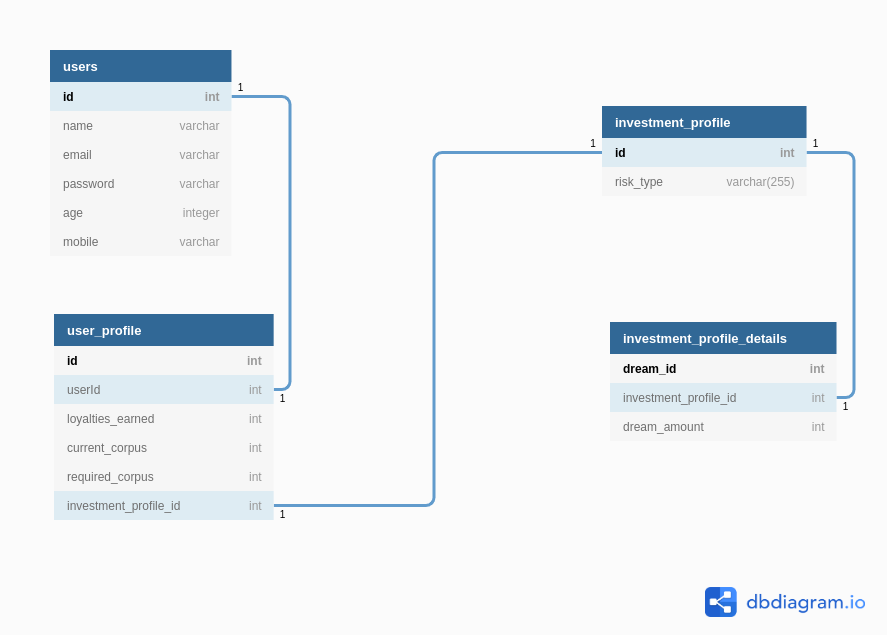 users
id int
name varchar
email varchar
password varchar
age integer
mobile varchar
1
user_profile
id int
userId int
loyalties_earned int
current_corpus int
required_corpus int
investment_profile_id int
1
1
investment_profile
id int
risk_type varchar(255)
1
1
investment_profile_details
dream_id int
investment_profile_id int
dream_amount int
1
dbdiagram.io